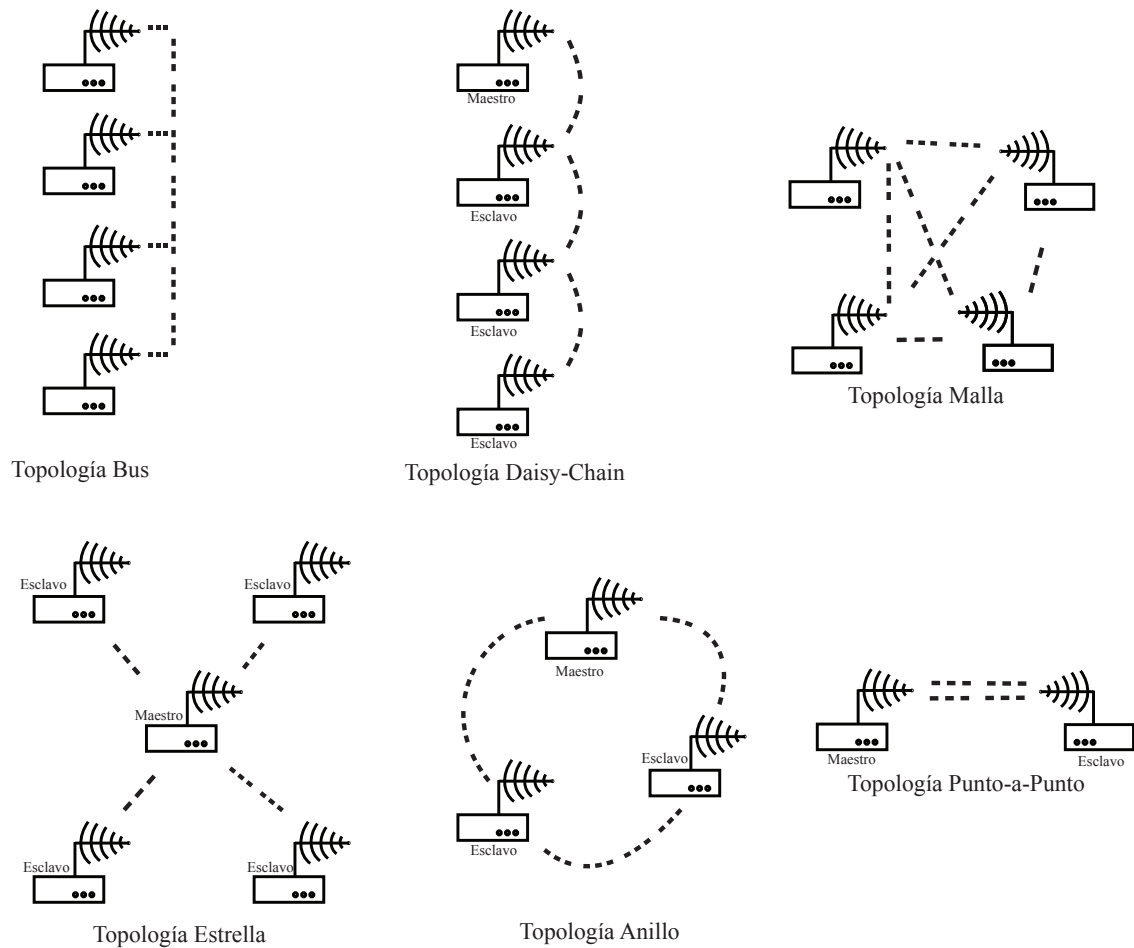 Maestro
Esclavo
Esclavo
Esclavo
Topología Malla
Topología Bus
Topología Daisy-Chain
Esclavo
Esclavo
Maestro
Esclavo
Esclavo
Topología Estrella
Maestro
Esclavo
Esclavo
Topología Anillo
Maestro
Esclavo
Topología Punto-a-Punto